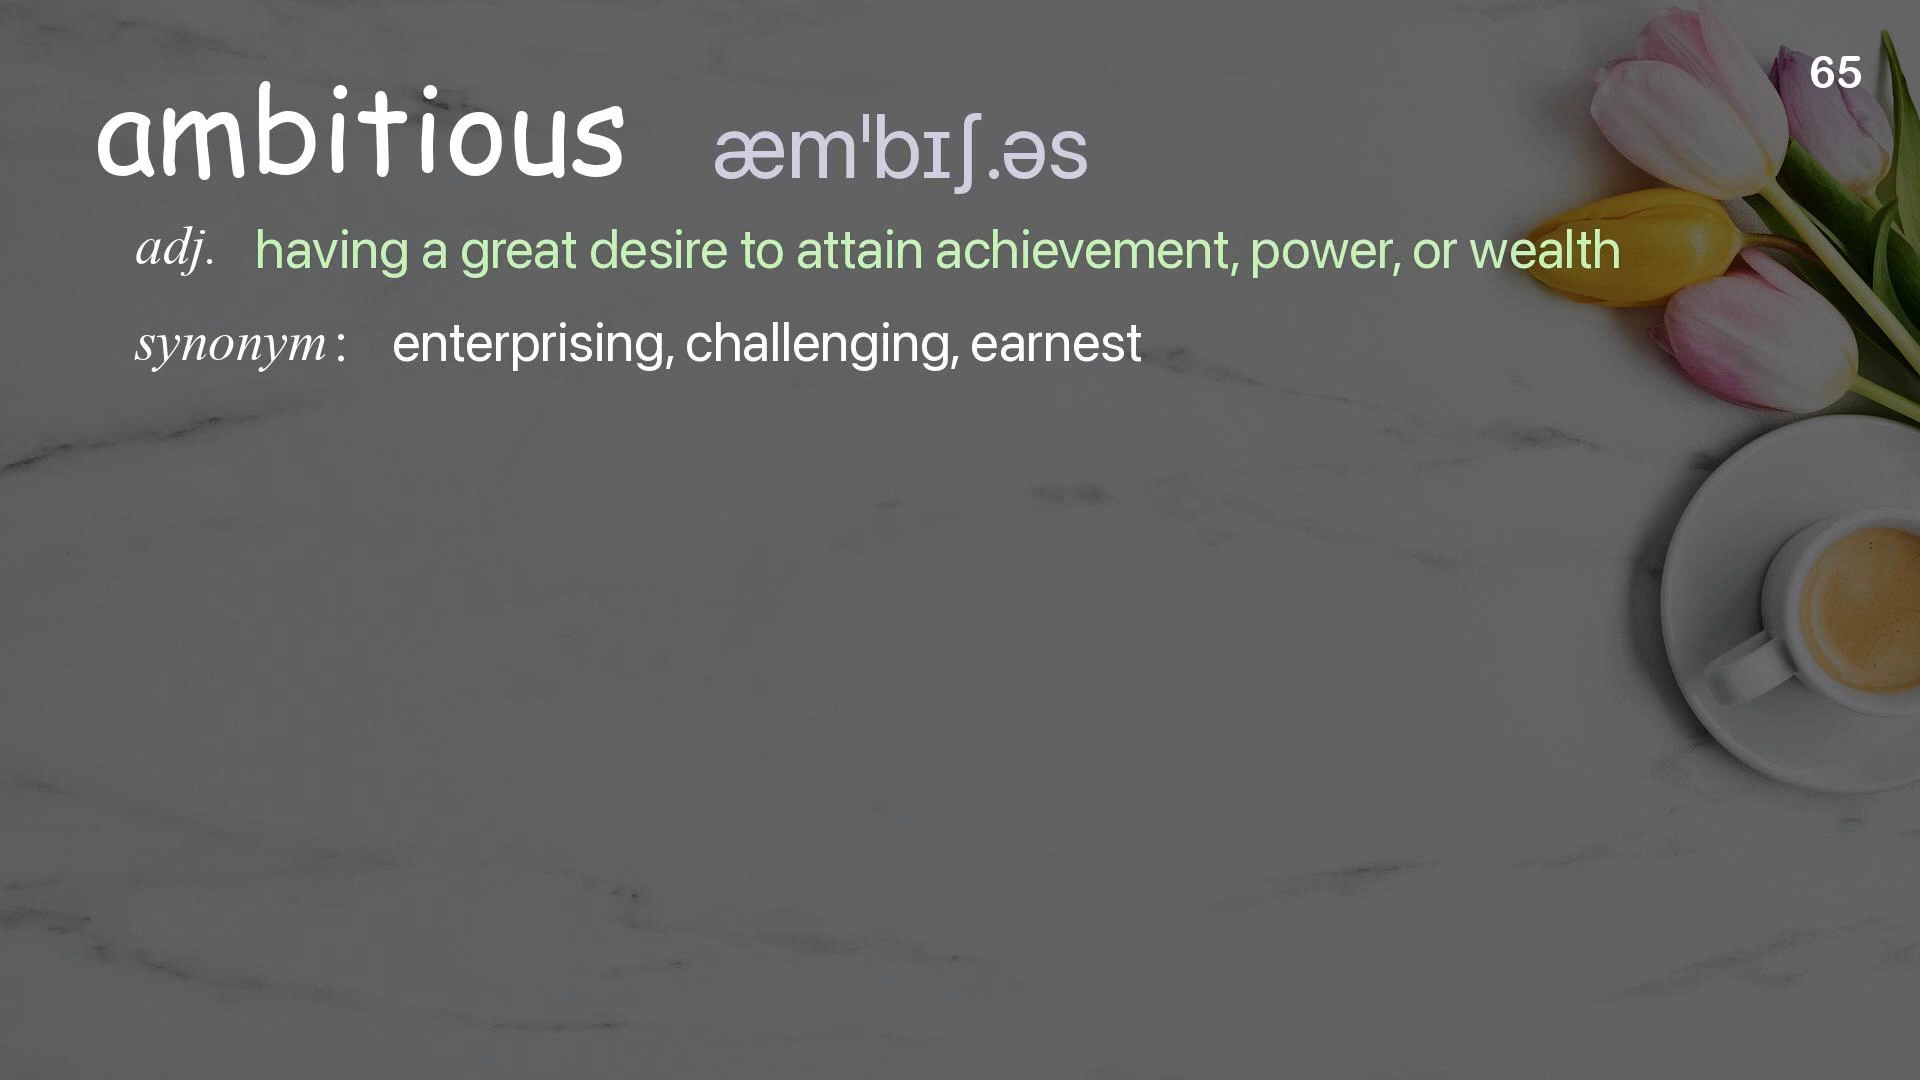 65
ambitious æmˈbɪʃ.əs
adj. having a great desire to attain achievement, power, or wealth
synonym : enterprising, challenging, earnest